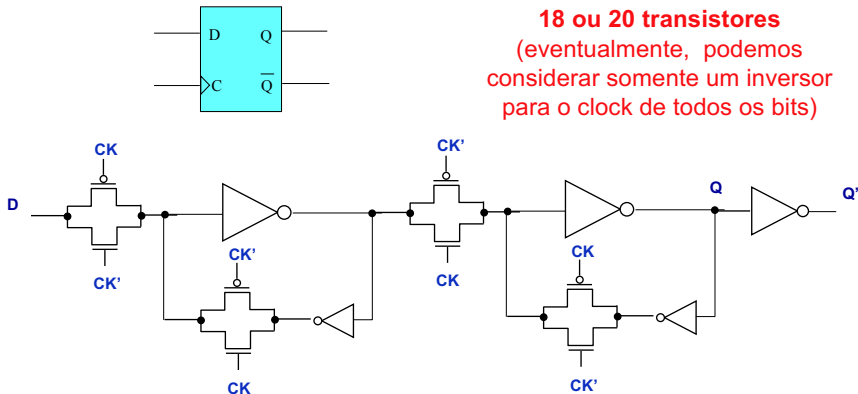 18 ou 20 transistores
(eventualmente, podemos
considerar somente um inversor
para o clock de todos os bits)
D Q
C Q
CK
CK'
D
Q
Q'
CK'
CK'
CK
CK
CK
CK'